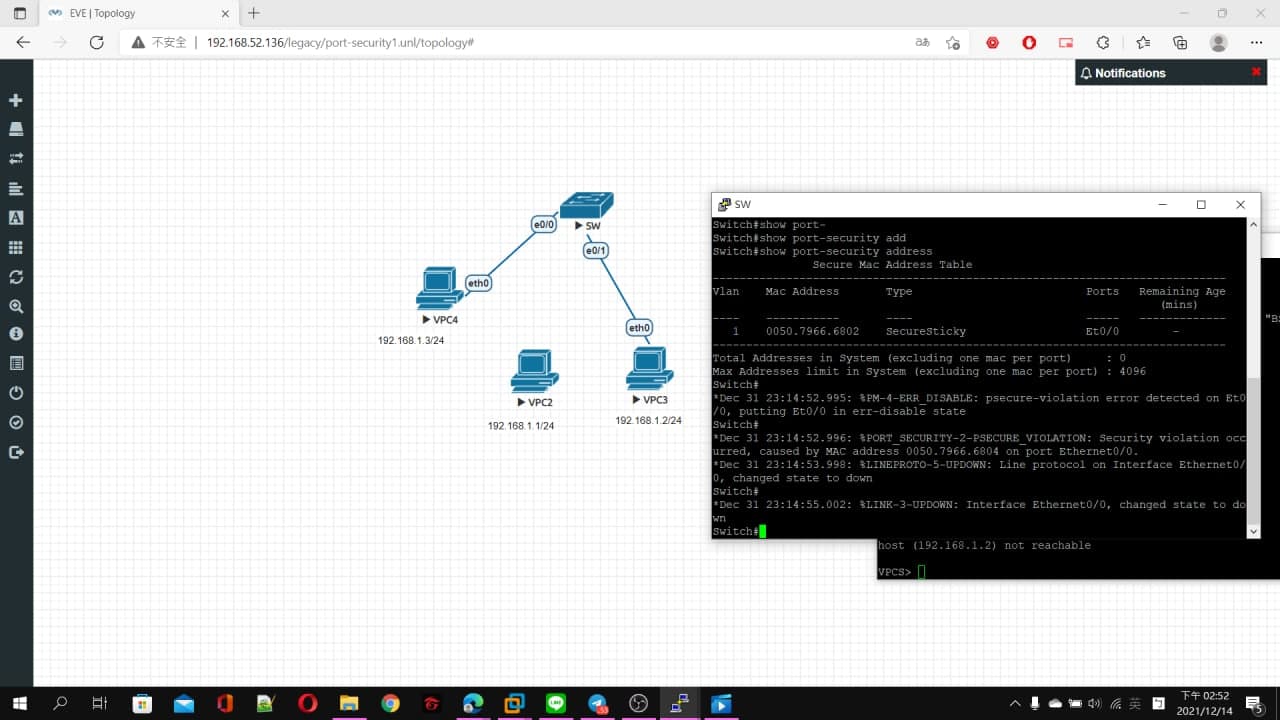 EVE | Topology
不安全
192.168.52.136/legacy/port-security1.unl/topology#
Notifications
e0/0
SW
e0/1
eth0
VPC4
192.168.1.3/24
eth0
VPC2
192.168.1.1/24
VPC3
192.168.1.2/24
SW
Switch#show port-
Switch#show port-security add
Switch#show port-security address
Secure Mac Address Table
-----------------------------------------------------------------------------
Vlan Mac Address Type Ports Remaining Age
(mins)
---- ----------- ---- ----- -------------
1 0050.7966.6802 SecureSticky Et0/0 -
-----------------------------------------------------------------------------
Total Addresses in System (excluding one mac per port) : 0
Max Addresses limit in System (excluding one mac per port) : 4096
Switch#
*Dec 31 23:14:52.995: %PM-4-ERR_DISABLE: psecure-violation error detected on Et0
/0, putting Et0/0 in err-disable state
Switch#
*Dec 31 23:14:52.996: %PORT_SECURITY-2-PSECURE_VIOLATION: Security violation occ
urred, caused by MAC address 0050.7966.6804 on port Ethernet0/0.
*Dec 31 23:14:53.998: %LINEPROTO-5-UPDOWN: Line protocol on Interface Ethernet0/
0, changed state to down
Switch#
*Dec 31 23:14:55.002: %LINK-3-UPDOWN: Interface Ethernet0/0, changed state to do
wn
Switch#
host (192.168.1.2) not reachable
VPCS>
英
下午 02:52
2021/12/14
5